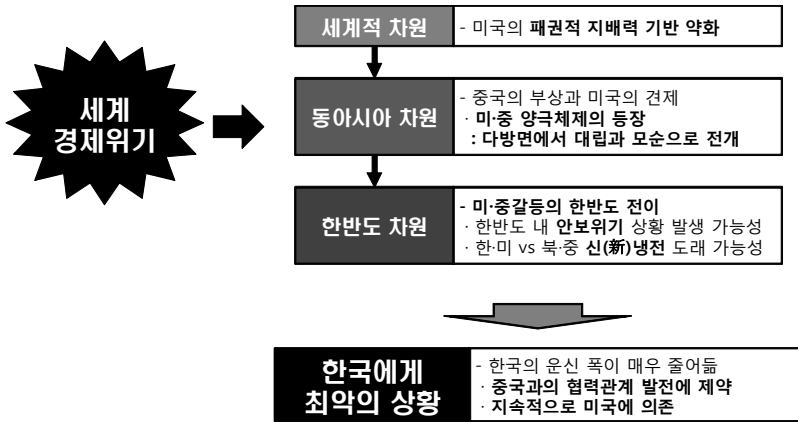 세계
경제위기
세계적 차원
- 미국의 패권적 지배력 기반 약화
동아시아 차원
- 중국의 부상과 미국의 견제
· 미·중 양극체제의 등장
: 다방면에서 대립과 모순으로 전개
한반도 차원
- 미·중갈등의 한반도 전이
· 한반도 내 안보위기 상황 발생 가능성
· 한·미 vs 북·중 신(新)냉전 도래 가능성
한국에게
최악의 상황
- 한국의 운신 폭이 매우 줄어듦
· 중국과의 협력관계 발전에 제약
· 지속적으로 미국에 의존